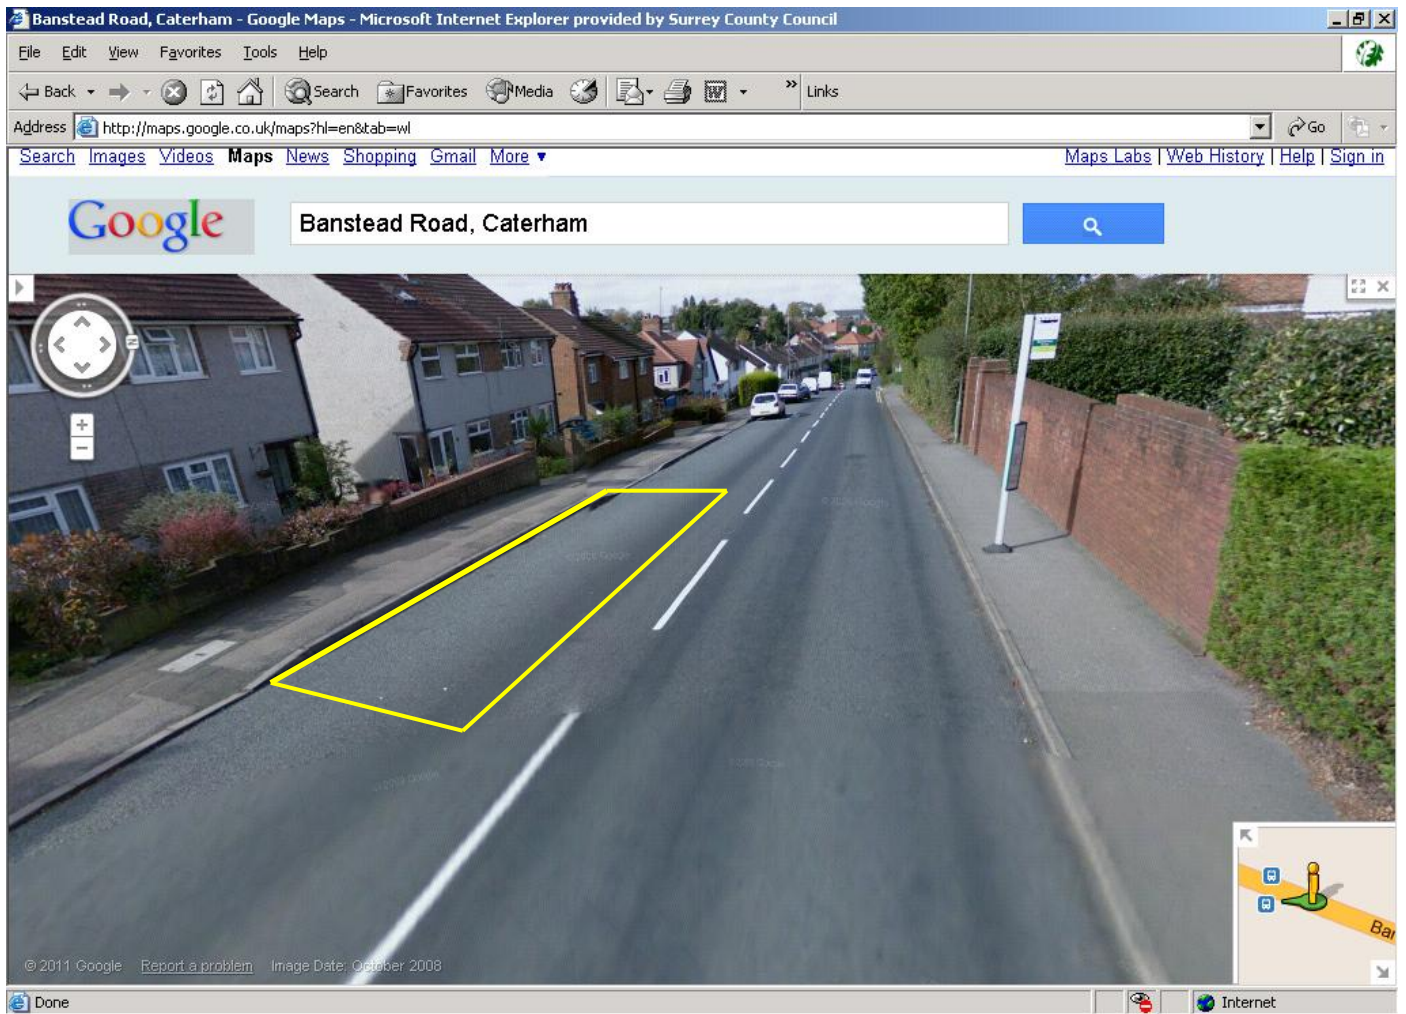 Banstead Road, Caterham - Google Maps - Microsoft Internet Explorer provided by Surrey County Council
File Edit View Favorites Tools Help
Back Search Favorites Media Links
Address http://maps.google.co.uk/maps?hl=en&tab=wl Go
Search Images Videos Maps News Shopping Gmail More ▼ Maps Labs | Web History | Help | Sign in
Google Banstead Road, Caterham
Bar
© 2011 Google Report a problem Image Date: October 2008
Done Internet